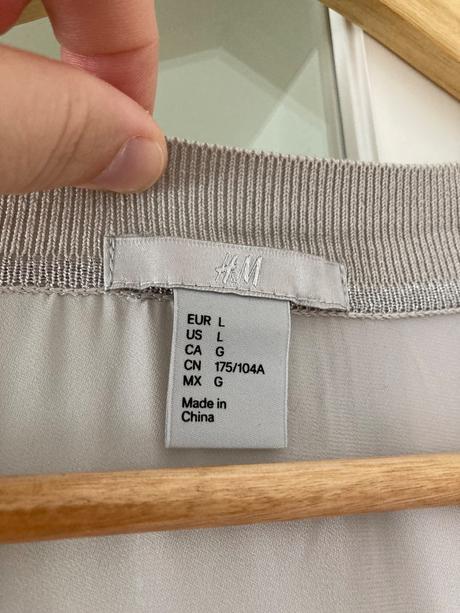 H&M
EUR L
US L
CA G
CN 175/104A
MX G
Made in
China